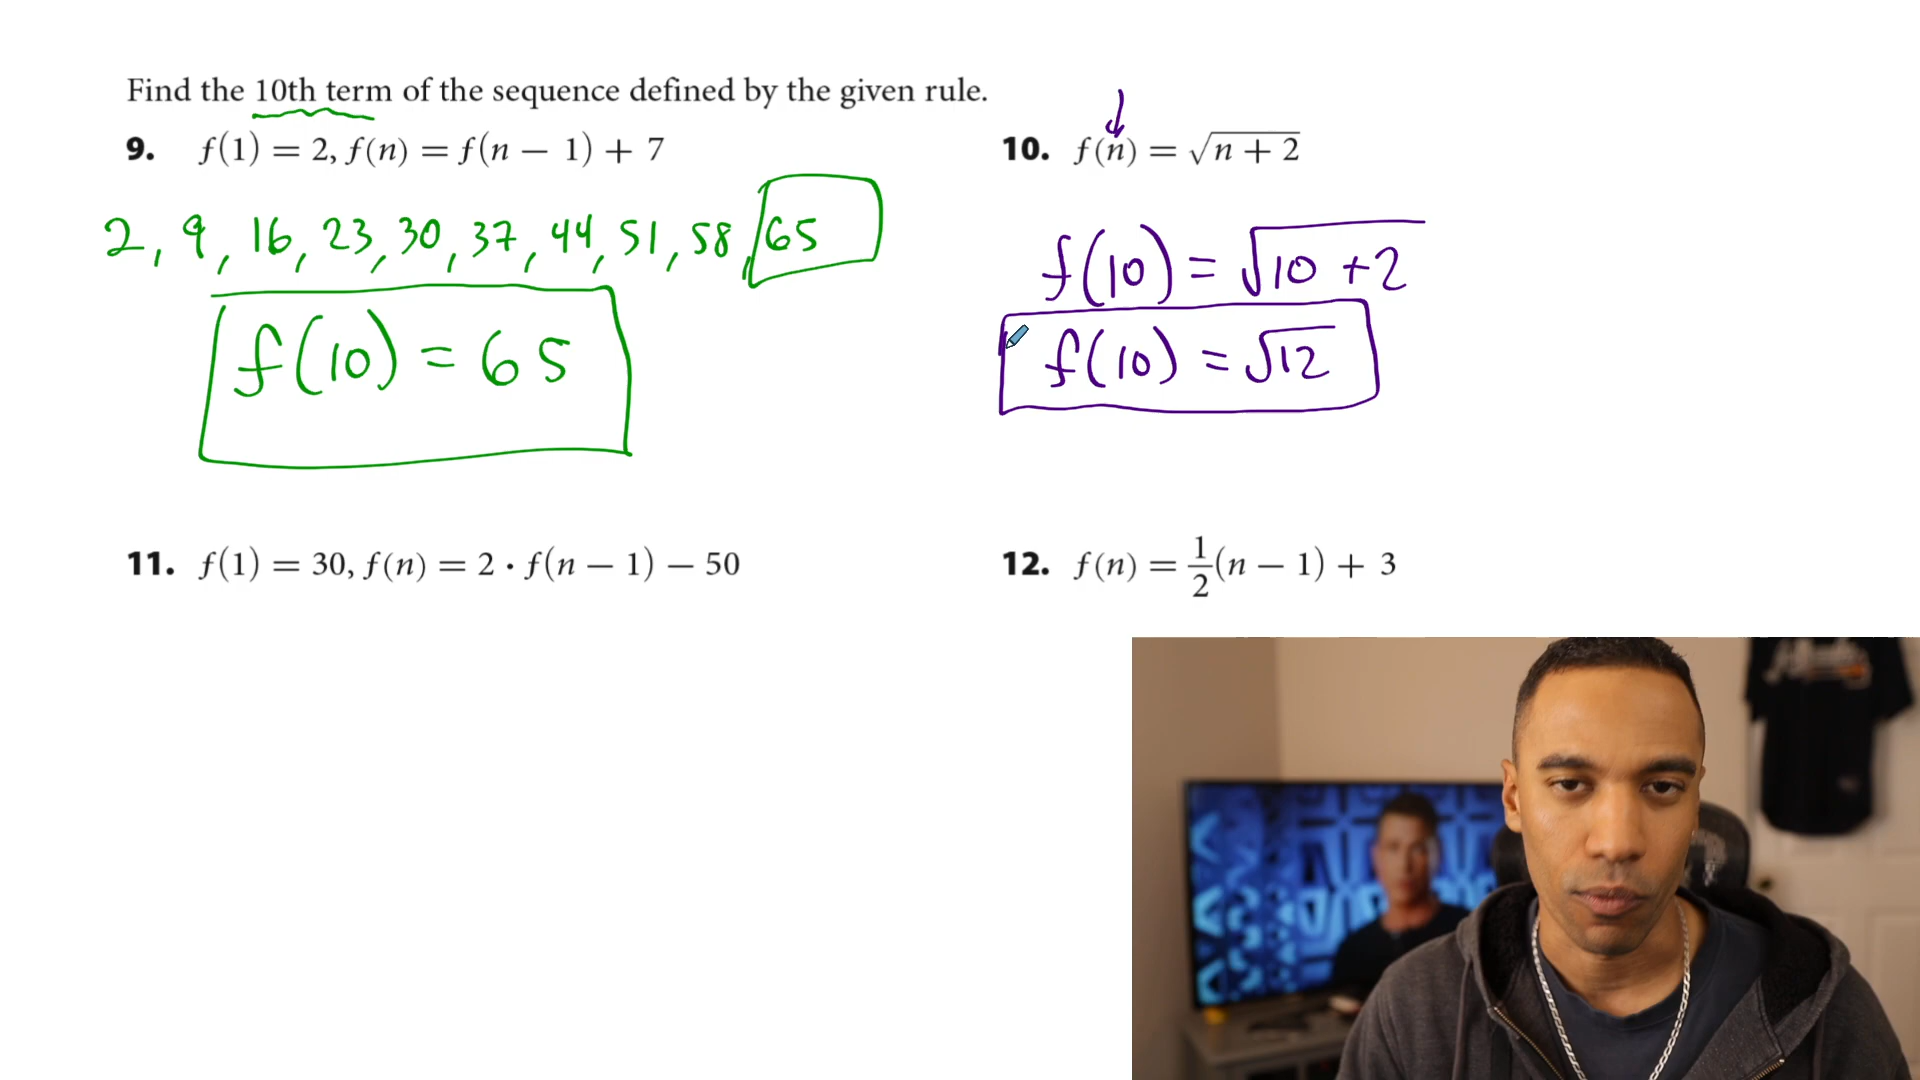 Find the 10th term of the sequence defined by the given rule.
9. f(1) = 2, f(n) = f(n − 1) + 7
2, 9, 16, 23, 30, 37, 44, 51, 58, 65
f(10) = 65
10. f(n) = √n + 2
f(10) = √10 + 2
f(10) = √12
11. f(1) = 30, f(n) = 2 · f(n − 1) − 50
12. f(n) = 1/2(n − 1) + 3